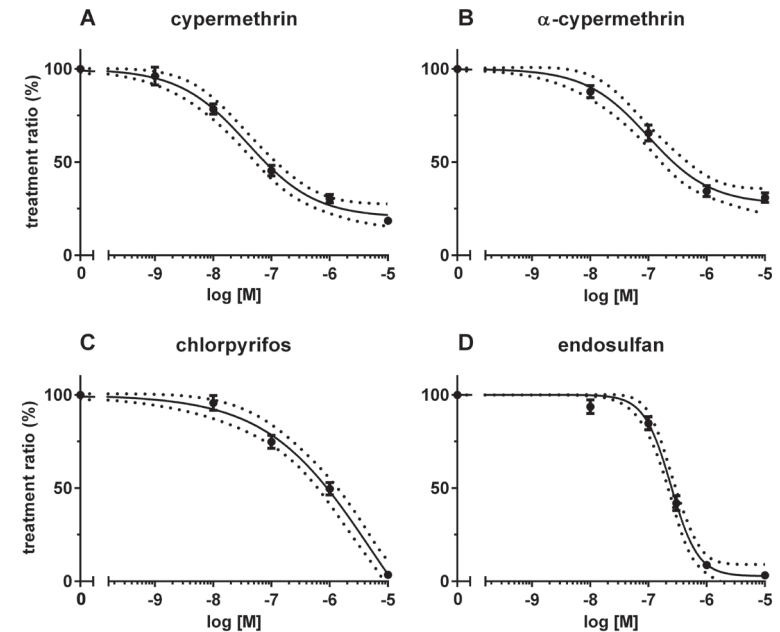 A cypermethrin
B α-cypermethrin
treatment ratio (%)
100
50
0
0 -9 -8 -7 -6 -5
log [M]
100
50
0
0 -9 -8 -7 -6 -5
log [M]
C chlorpyrifos
D endosulfan
treatment ratio (%)
100
50
0
0 -9 -8 -7 -6 -5
log [M]
100
50
0
0 -9 -8 -7 -6 -5
log [M]